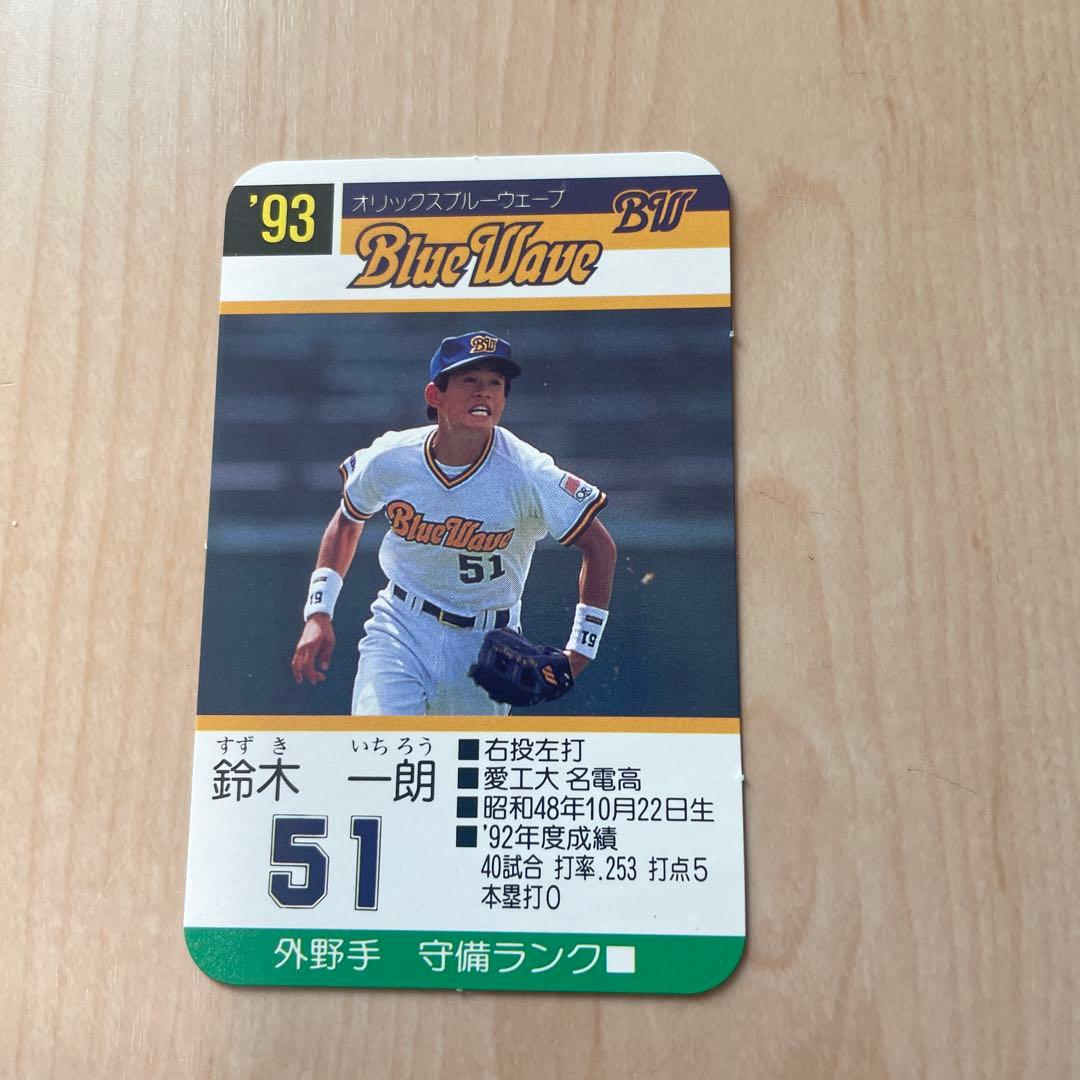 '93
オリックスブルーウェーブ
BW
Blue Wave
BW
Blue Wave
51
51
51
すずき いちろう
鈴木 一朗
51
■右投左打
■愛工大 名電高
■昭和48年10月22日生
■'92年度成績
40試合 打率.253 打点5
本塁打0
外野手 守備ランク■